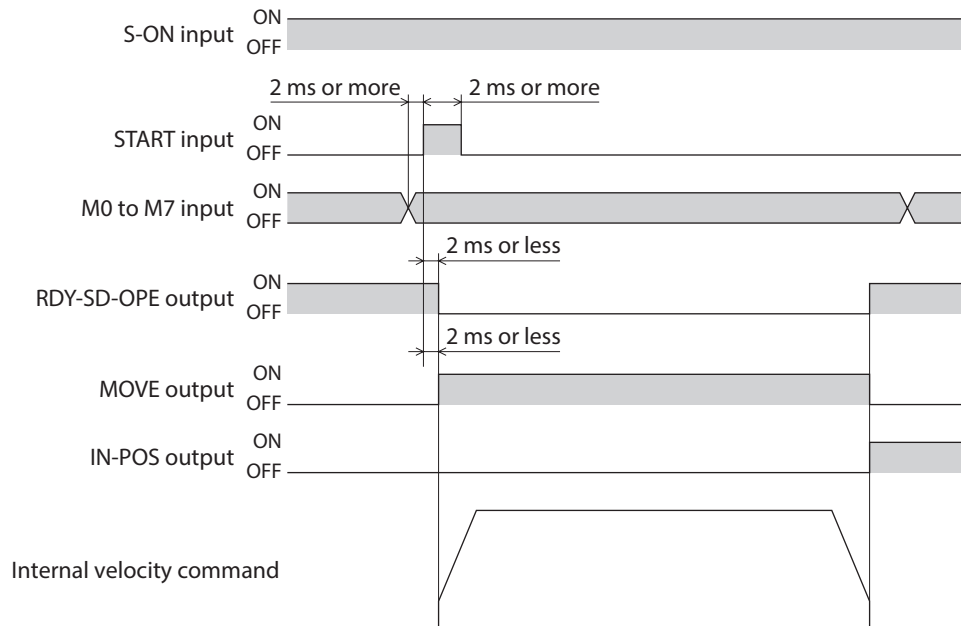 S-ON input
ON
OFF
2 ms or more
2 ms or more
START input
ON
OFF
M0 to M7 input
ON
OFF
2 ms or less
RDY-SD-OPE output
ON
OFF
2 ms or less
MOVE output
ON
OFF
IN-POS output
ON
OFF
Internal velocity command